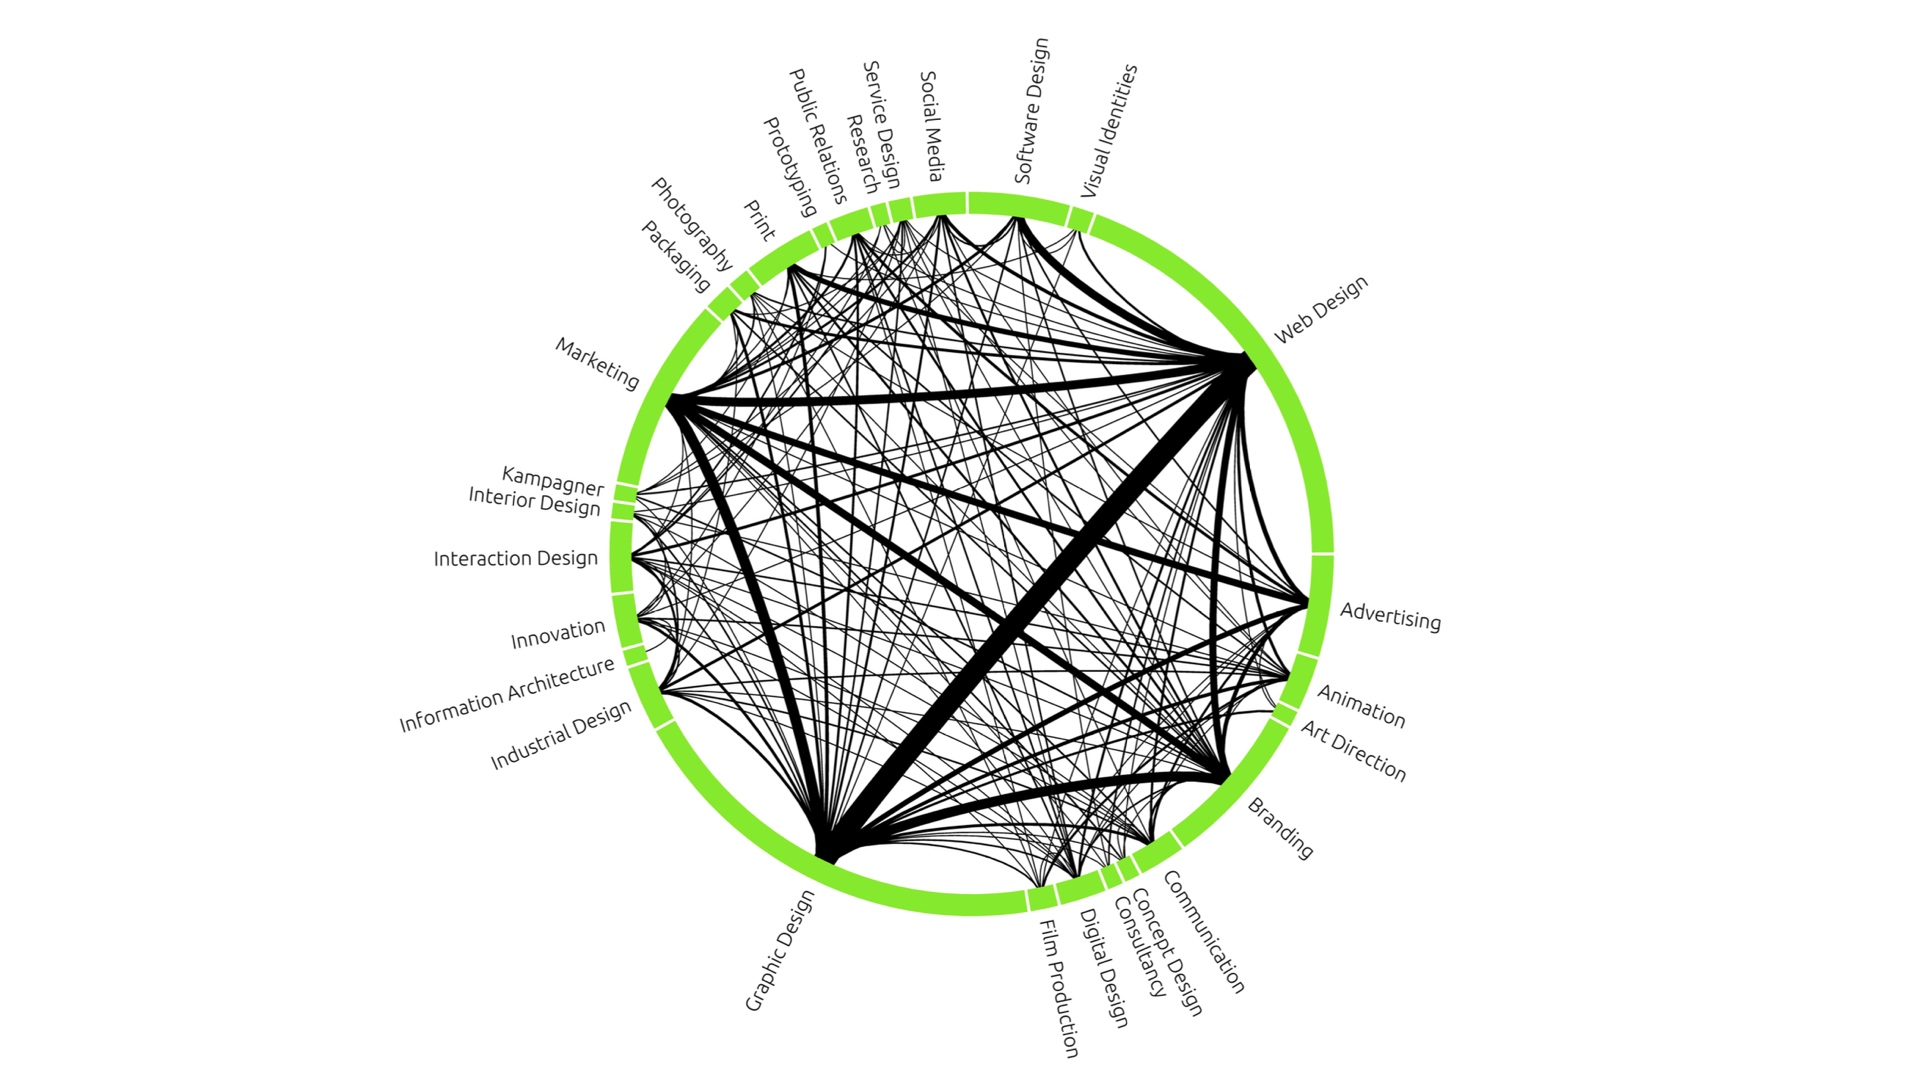 Software Design
Visual Identities
Web Design
Advertising
Animation
Art Direction
Branding
Communication
Concept Design
Consultancy
Digital Design
Film Production
Graphic Design
Industrial Design
Information Architecture
Innovation
Interaction Design
Interior Design
Kampagner
Marketing
Packaging
Photography
Print
Prototyping
Public Relations
Research
Service Design
Social Media